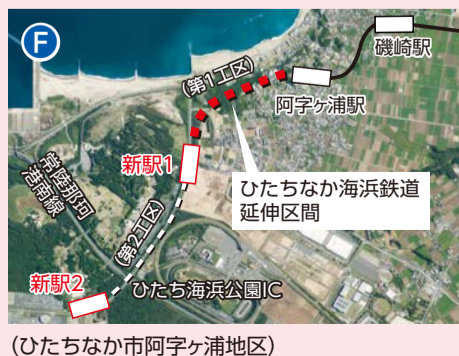 F
磯崎駅
(第1工区)
阿字ヶ浦駅
新駅1
ひたちなか海浜鉄道
延伸区間
常陸那珂
港南線
(第2工区)
新駅2
ひたち海浜公園IC
(ひたちなか市阿字ヶ浦地区)